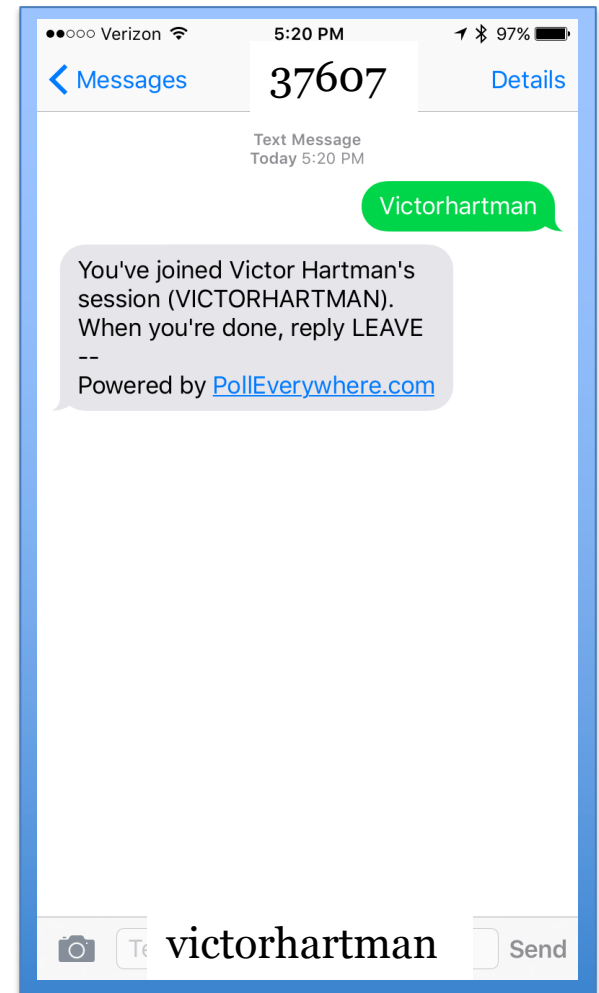 Verizon 5:20 PM 97%
Messages 37607 Details
Text Message
Today 5:20 PM
Victorhartman
You've joined Victor Hartman's
session (VICTORHARTMAN).
When you're done, reply LEAVE
--
Powered by PollEverywhere.com
victorhartman Send